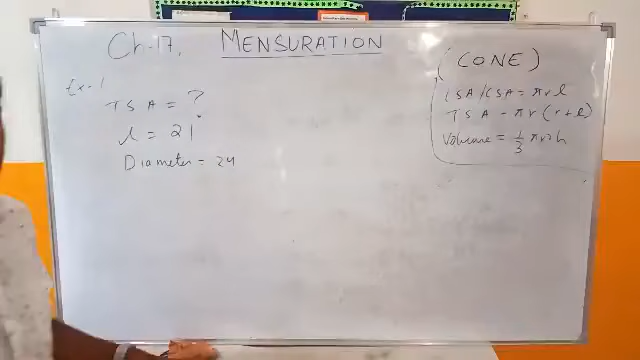 Ch-17. MENSURATION
Ex-1
TSA = ?
l = 21
Diameter = 24
(CONE)
LSA/CSA = πrl
TSA = πr(r+l)
Volume = 1/3 πr²h